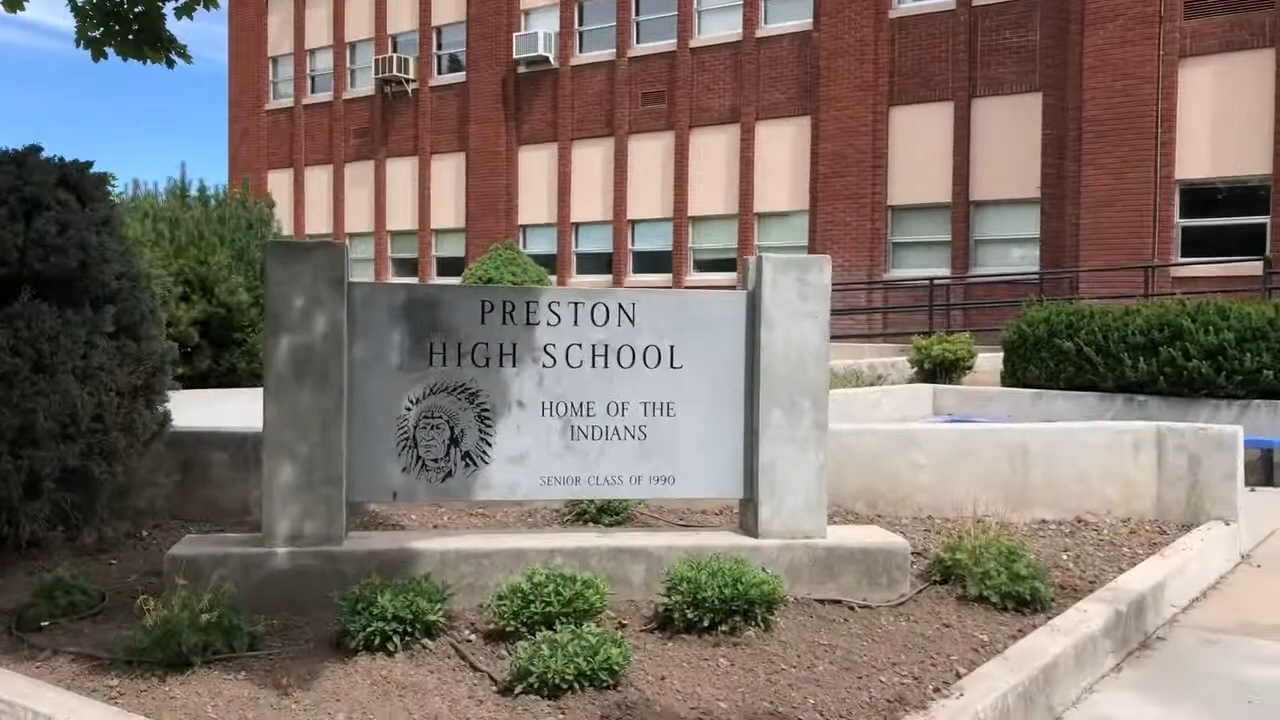 PRESTON
HIGH SCHOOL
HOME OF THE
INDIANS
SENIOR CLASS OF 1990